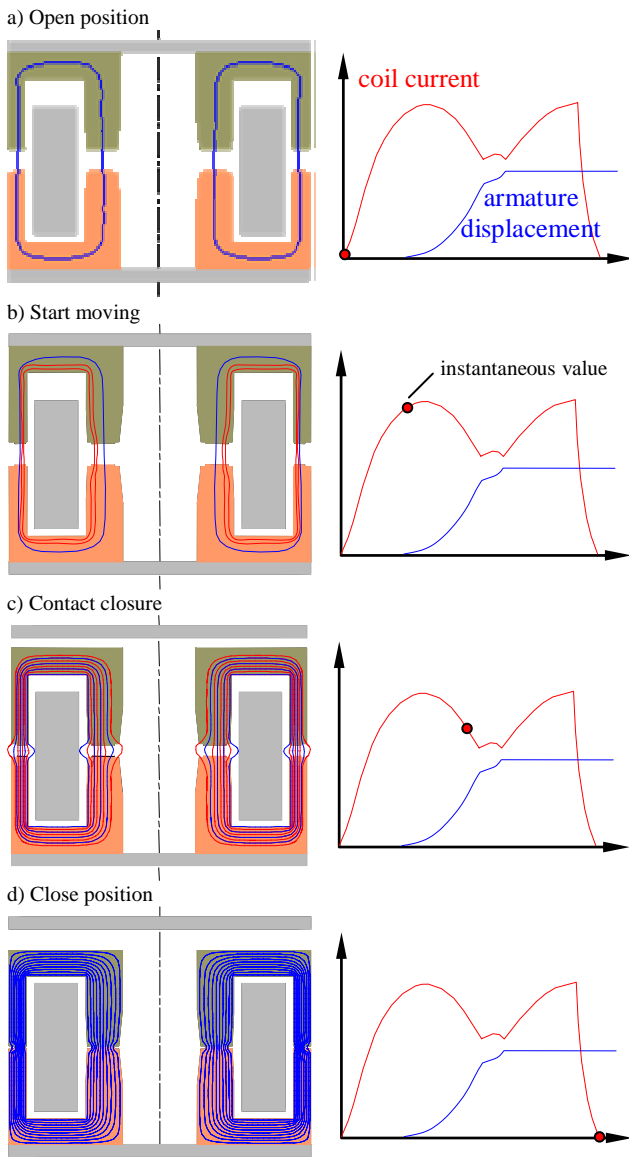 a) Open position
coil current
armature
displacement
b) Start moving
instantaneous value
c) Contact closure
d) Close position